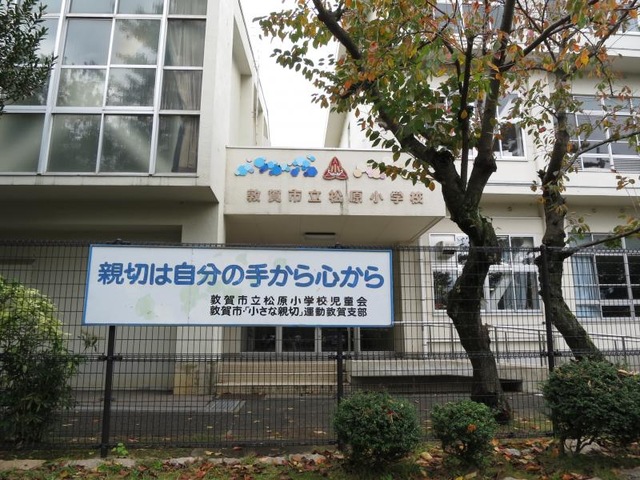 敦賀市立松原小学校
親切は自分の手から心から
敦賀市立松原小学校児童会
敦賀市・「小さな親切」運動敦賀支部